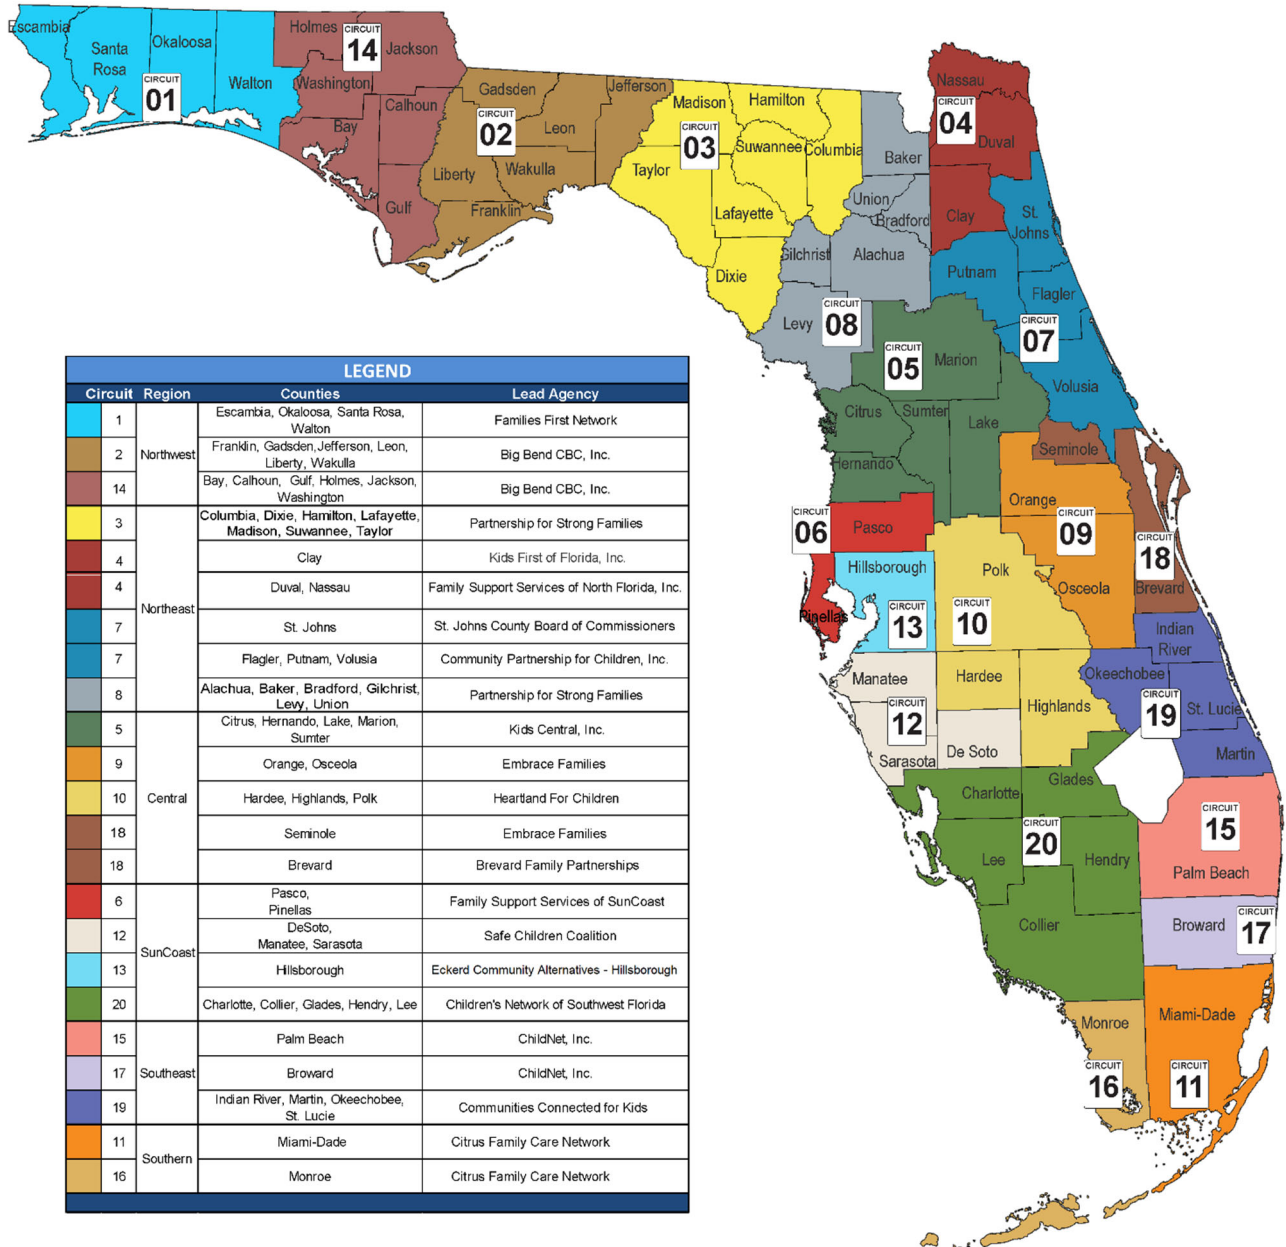 Escambia
Santa
Rosa
Okaloosa
Walton
CIRCUIT
01
Holmes
CIRCUIT
14
Jackson
Washington
Calhoun
Bay
Gulf
Gadsden
Jefferson
CIRCUIT
02
Leon
Liberty
Wakulla
Franklin
Madison
Hamilton
CIRCUIT
03
Suwannee
Columbia
Taylor
Lafayette
Dixie
Nassau
CIRCUIT
04
Duval
Baker
Union
Bradford
Clay
St.
Johns
Gilchrist
Alachua
Putnam
Flagler
Levy
CIRCUIT
08
CIRCUIT
07
CIRCUIT
05
Marion
Volusia
Citrus
Sumter
Lake
Hernando
Seminole
Orange
CIRCUIT
06
Pasco
CIRCUIT
09
CIRCUIT
18
Hillsborough
Polk
Osceola
Brevard
Pinellas
CIRCUIT
13
CIRCUIT
10
Indian
River
Manatee
Hardee
Okeechobee
CIRCUIT
12
Highlands
CIRCUIT
19
St. Lucie
Sarasota
De Soto
Martin
Charlotte
Glades
CIRCUIT
20
CIRCUIT
15
Lee
Hendry
Palm Beach
Collier
Broward
CIRCUIT
17
Monroe
Miami-Dade
CIRCUIT
16
CIRCUIT
11
LEGEND
Circuit Region Counties Lead Agency
1 Escambia, Okaloosa, Santa Rosa,
Walton Families First Network
2 Northwest Franklin, Gadsden,Jefferson, Leon,
Liberty, Wakulla Big Bend CBC, Inc.
14 Bay, Calhoun, Gulf, Holmes, Jackson,
Washington Big Bend CBC, Inc.
3 Columbia, Dixie, Hamilton, Lafayette,
Madison, Suwannee, Taylor Partnership for Strong Families
4 Clay Kids First of Florida, Inc.
4 Northeast Duval, Nassau Family Support Services of North Florida, Inc.
7 St. Johns St. Johns County Board of Commissioners
7 Flagler, Putnam, Volusia Community Partnership for Children, Inc.
8 Alachua, Baker, Bradford, Gilchrist,
Levy, Union Partnership for Strong Families
5 Citrus, Hernando, Lake, Marion,
Sumter Kids Central, Inc.
9 Orange, Osceola Embrace Families
10 Central Hardee, Highlands, Polk Heartland For Children
18 Seminole Embrace Families
18 Brevard Brevard Family Partnerships
6 Pasco,
Pinellas Family Support Services of SunCoast
12 SunCoast DeSoto,
Manatee, Sarasota Safe Children Coalition
13 Hillsborough Eckerd Community Alternatives - Hillsborough
20 Charlotte, Collier, Glades, Hendry, Lee Children's Network of Southwest Florida
15 Palm Beach ChildNet, Inc.
17 Southeast Broward ChildNet, Inc.
19 Indian River, Martin, Okeechobee,
St. Lucie Communities Connected for Kids
11 Southern Miami-Dade Citrus Family Care Network
16 Monroe Citrus Family Care Network